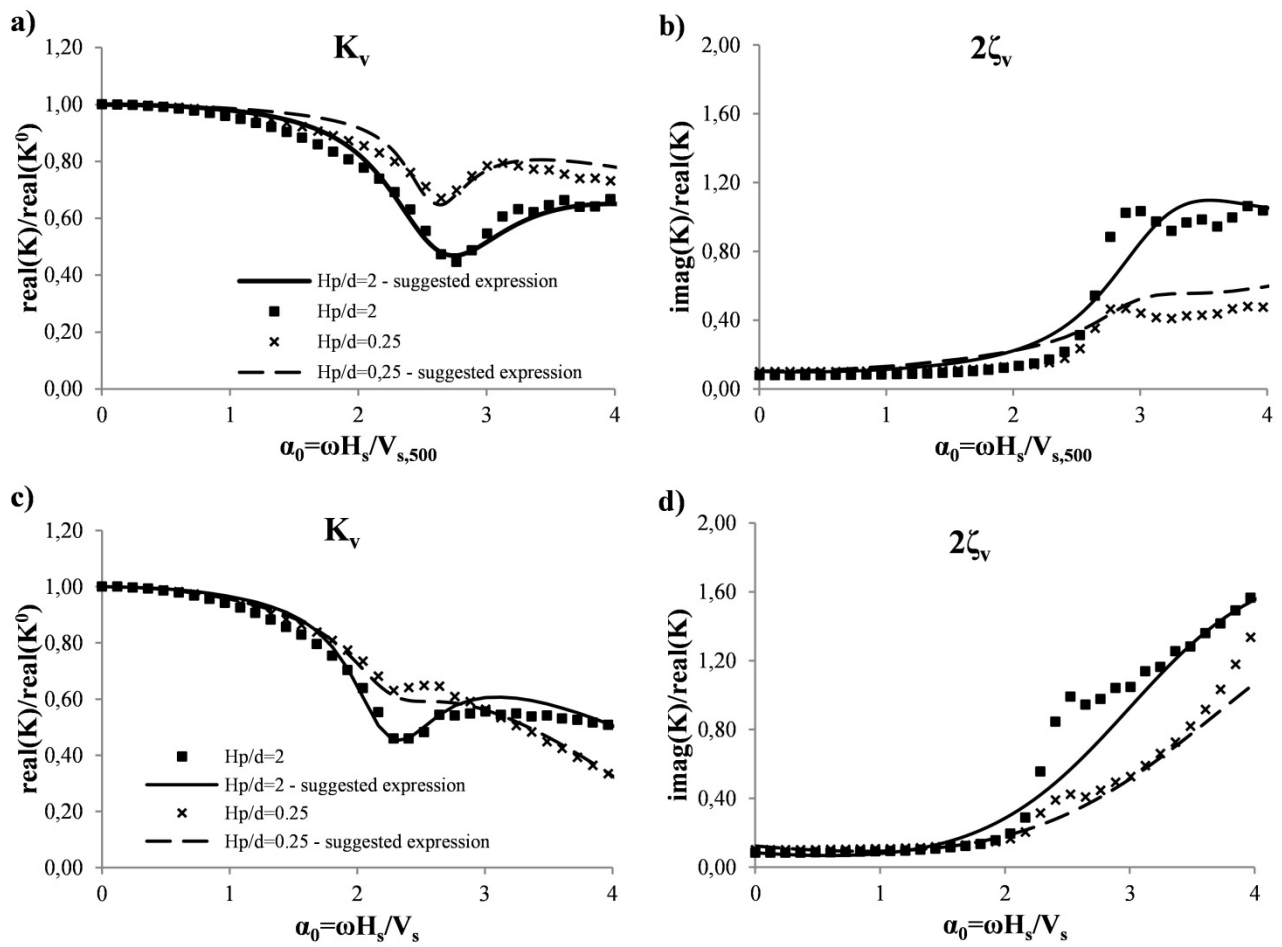 a)
K_v
real(K)/real(K⁰)
1,20
1,00
0,80
0,60
0,40
0,20
0,00
Hp/d=2 - suggested expression
Hp/d=2
Hp/d=0.25
Hp/d=0,25 - suggested expression
0 1 2 3 4
α₀=ωH_s/V_s,500
b)
2ζ_v
imag(K)/real(K)
2,00
1,60
1,20
0,80
0,40
0,00
0 1 2 3 4
α₀=ωH_s/V_s,500
c)
K_v
real(K)/real(K⁰)
1,20
1,00
0,80
0,60
0,40
0,20
0,00
Hp/d=2
Hp/d=2 - suggested expression
Hp/d=0.25
Hp/d=0.25 - suggested expression
0 1 2 3 4
α₀=ωH_s/V_s
d)
2ζ_v
imag(K)/real(K)
2,00
1,60
1,20
0,80
0,40
0,00
0 1 2 3 4
α₀=ωH_s/V_s